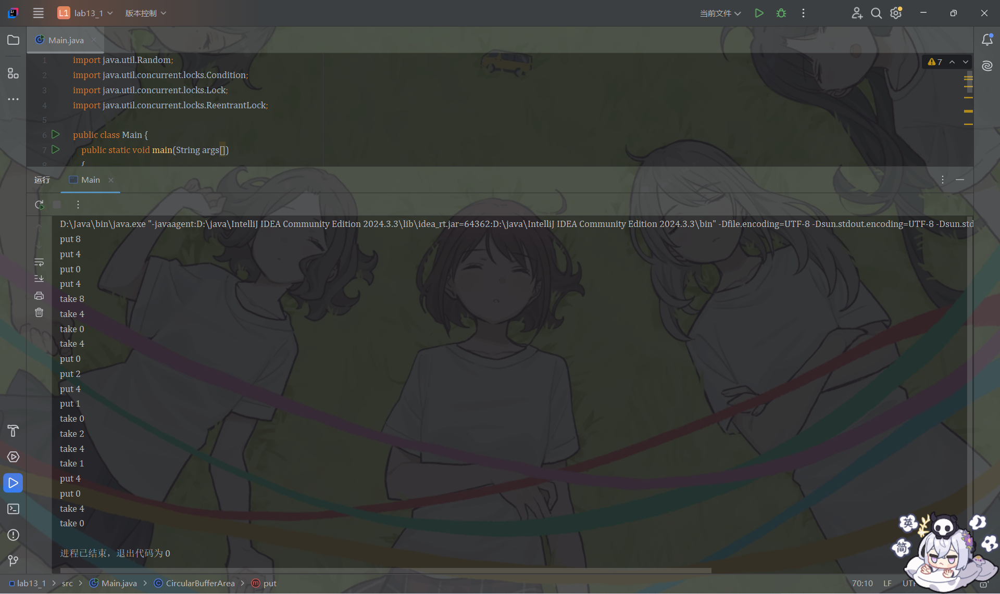 L1 lab13_1 版本控制 当前文件
Main.java
1 import java.util.Random;
2 import java.util.concurrent.locks.Condition;
3 import java.util.concurrent.locks.Lock;
4 import java.util.concurrent.locks.ReentrantLock;
5
6 public class Main {
7 public static void main(String args[])
8 {
7
运行 Main
D:\Java\bin\java.exe "-javaagent:D:\java\IntelliJ IDEA Community Edition 2024.3.3\lib\idea_rt.jar=64362:D:\java\IntelliJ IDEA Community Edition 2024.3.3\bin" -Dfile.encoding=UTF-8 -Dsun.stdout.encoding=UTF-8 -Dsun.std
put 8
put 4
put 0
put 4
take 8
take 4
take 0
take 4
put 0
put 2
put 4
put 1
take 0
take 2
take 4
take 1
put 4
put 0
take 4
take 0
进程已结束，退出代码为 0
英
简
lab13_1 > src > Main.java > CircularBufferArea > put 70:10 LF UTF